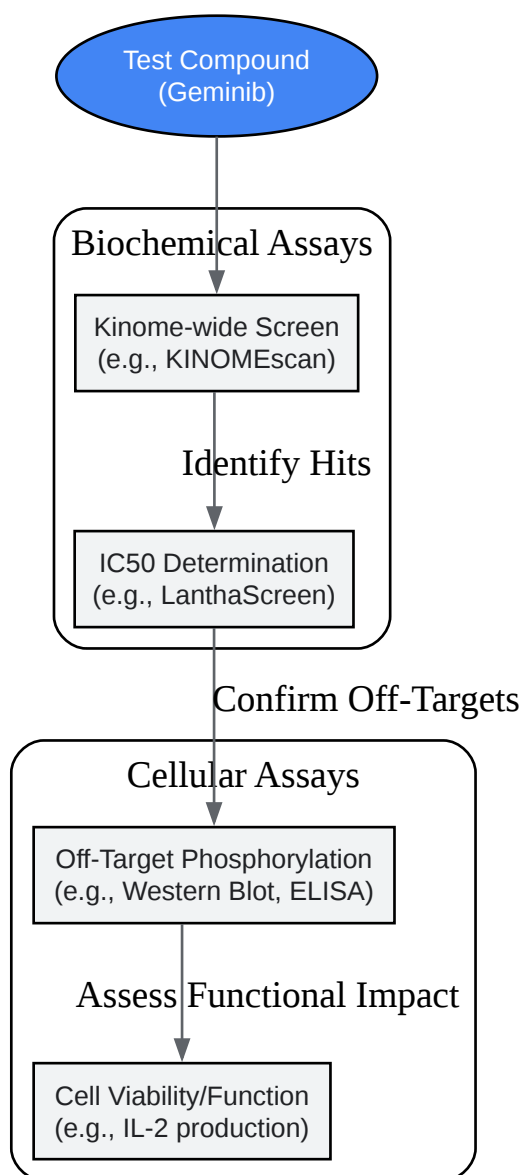 Test Compound
(Geminib)
Biochemical Assays
Kinome-wide Screen
(e.g., KINOMEscan)
Identify Hits
IC50 Determination
(e.g., LanthaScreen)
Confirm Off-Targets
Cellular Assays
Off-Target Phosphorylation
(e.g., Western Blot, ELISA)
Assess Functional Impact
Cell Viability/Function
(e.g., IL-2 production)